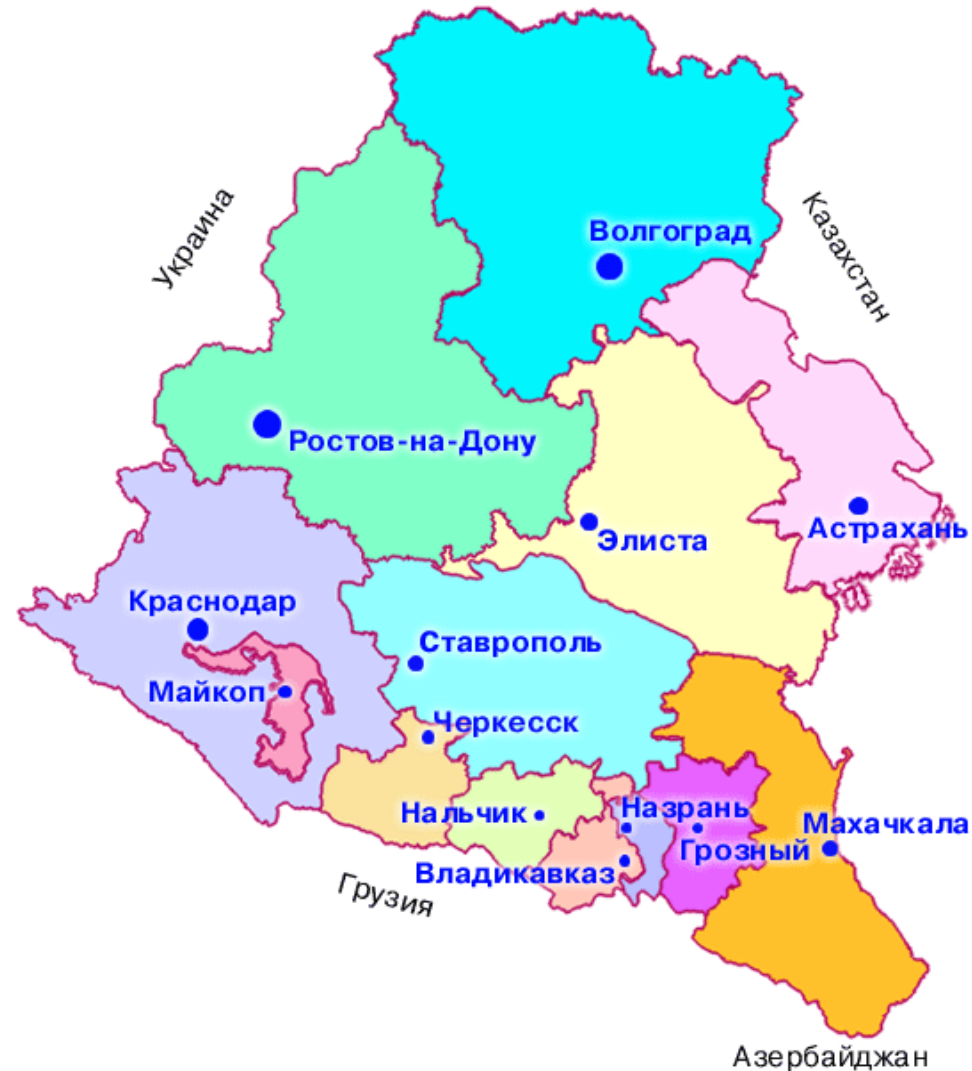 Украина
Казахстан
Волгоград
Ростов-на-Дону
Астрахань
Элиста
Краснодар
Ставрополь
Майкоп
Черкесск
Назрань
Нальчик
Махачкала
Грозный
Владикавказ
Грузия
Азербайджан